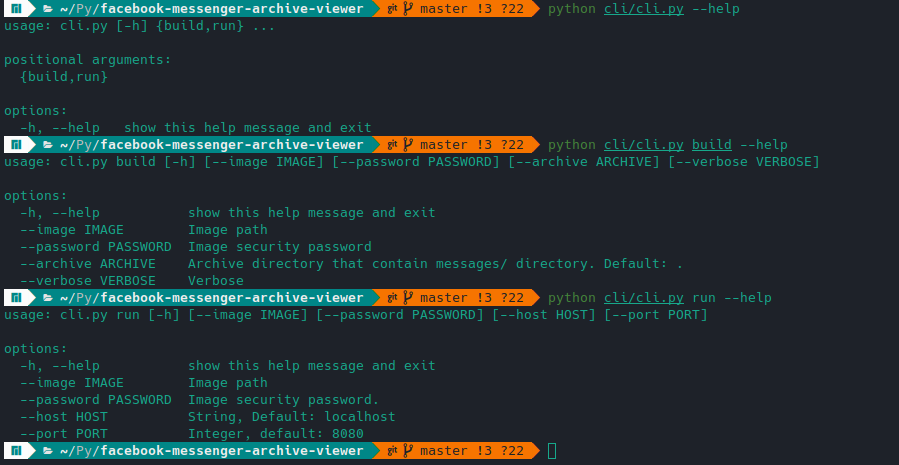 ~/Py/facebook-messenger-archive-viewer git master !3 ?22 python cli/cli.py --help
usage: cli.py [-h] {build,run} ...
positional arguments:
{build,run}
options:
-h, --help show this help message and exit
~/Py/facebook-messenger-archive-viewer git master !3 ?22 python cli/cli.py build --help
usage: cli.py build [-h] [--image IMAGE] [--password PASSWORD] [--archive ARCHIVE] [--verbose VERBOSE]
options:
-h, --help show this help message and exit
--image IMAGE Image path
--password PASSWORD Image security password
--archive ARCHIVE Archive directory that contain messages/ directory. Default: .
--verbose VERBOSE Verbose
~/Py/facebook-messenger-archive-viewer git master !3 ?22 python cli/cli.py run --help
usage: cli.py run [-h] [--image IMAGE] [--password PASSWORD] [--host HOST] [--port PORT]
options:
-h, --help show this help message and exit
--image IMAGE Image path
--password PASSWORD Image security password.
--host HOST String, Default: localhost
--port PORT Integer, default: 8080
~/Py/facebook-messenger-archive-viewer git master !3 ?22